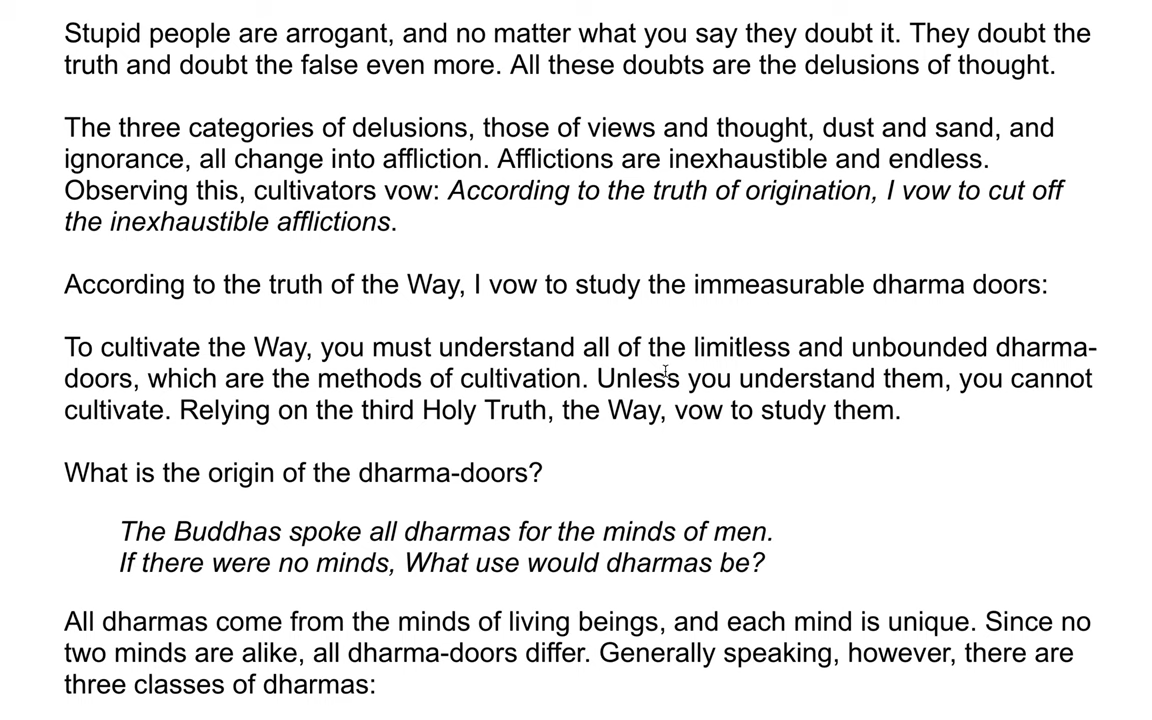 Stupid people are arrogant, and no matter what you say they doubt it. They doubt the
truth and doubt the false even more. All these doubts are the delusions of thought.
The three categories of delusions, those of views and thought, dust and sand, and
ignorance, all change into affliction. Afflictions are inexhaustible and endless.
Observing this, cultivators vow: According to the truth of origination, I vow to cut off
the inexhaustible afflictions.
According to the truth of the Way, I vow to study the immeasurable dharma doors:
To cultivate the Way, you must understand all of the limitless and unbounded dharma-
doors, which are the methods of cultivation. Unless you understand them, you cannot
cultivate. Relying on the third Holy Truth, the Way, vow to study them.
What is the origin of the dharma-doors?
The Buddhas spoke all dharmas for the minds of men.
If there were no minds, What use would dharmas be?
All dharmas come from the minds of living beings, and each mind is unique. Since no
two minds are alike, all dharma-doors differ. Generally speaking, however, there are
three classes of dharmas: